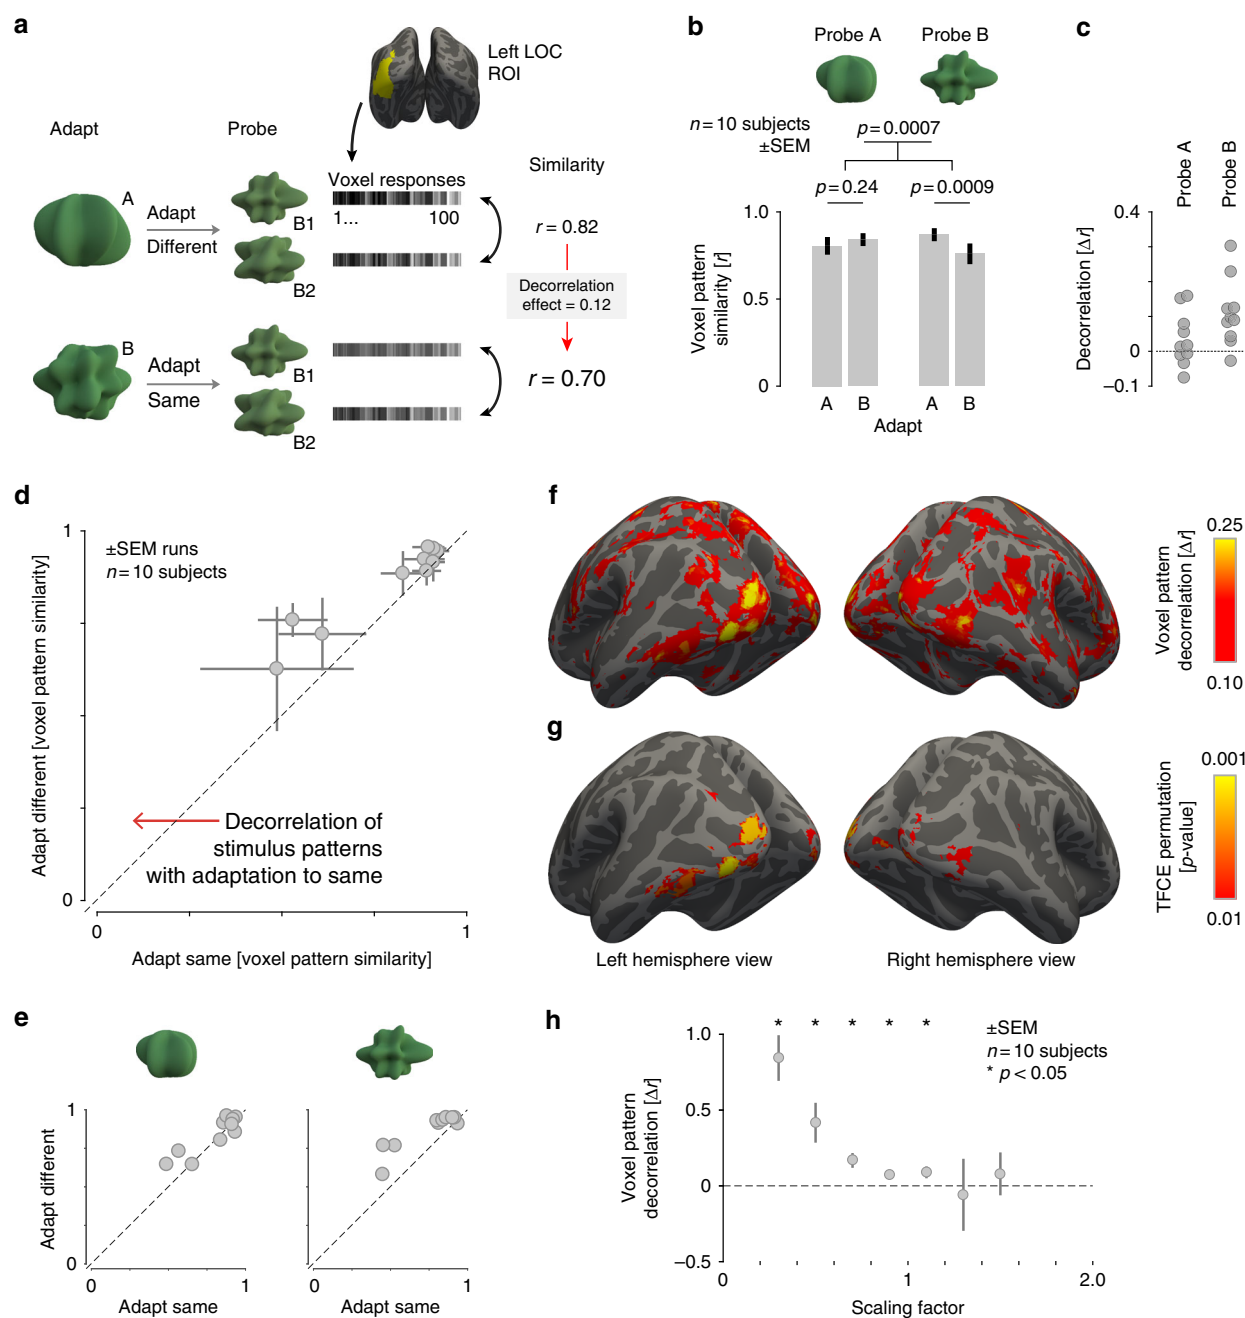 a
Left LOC
ROI
Adapt
Probe
Similarity
Voxel responses
A
Adapt
Different
B1
1...
100
r = 0.82
B2
Decorrelation
effect = 0.12
B
Adapt
Same
B1
r = 0.70
B2
b
Probe A
Probe B
n = 10 subjects
±SEM
p = 0.0007
p = 0.24
p = 0.0009
1.0
0.5
0
Voxel pattern
similarity [r]
A
B
A
B
Adapt
c
Probe A
Probe B
0.4
0
−0.1
Decorrelation [Δr]
d
1
±SEM runs
n = 10 subjects
Adapt different [voxel pattern similarity]
Decorrelation of
stimulus patterns
with adaptation to same
0
0
1
Adapt same [voxel pattern similarity]
e
1
Adapt different
0
0
1
Adapt same
1
0
1
Adapt same
f
0.25
Voxel pattern
decorrelation [Δr]
0.10
g
0.001
TFCE permutation
[p-value]
0.01
Left hemisphere view
Right hemisphere view
h
* * * * *
±SEM
n = 10 subjects
* p < 0.05
1.0
0.5
0
−0.5
Voxel pattern
decorrelation [Δr]
0
1
2.0
Scaling factor